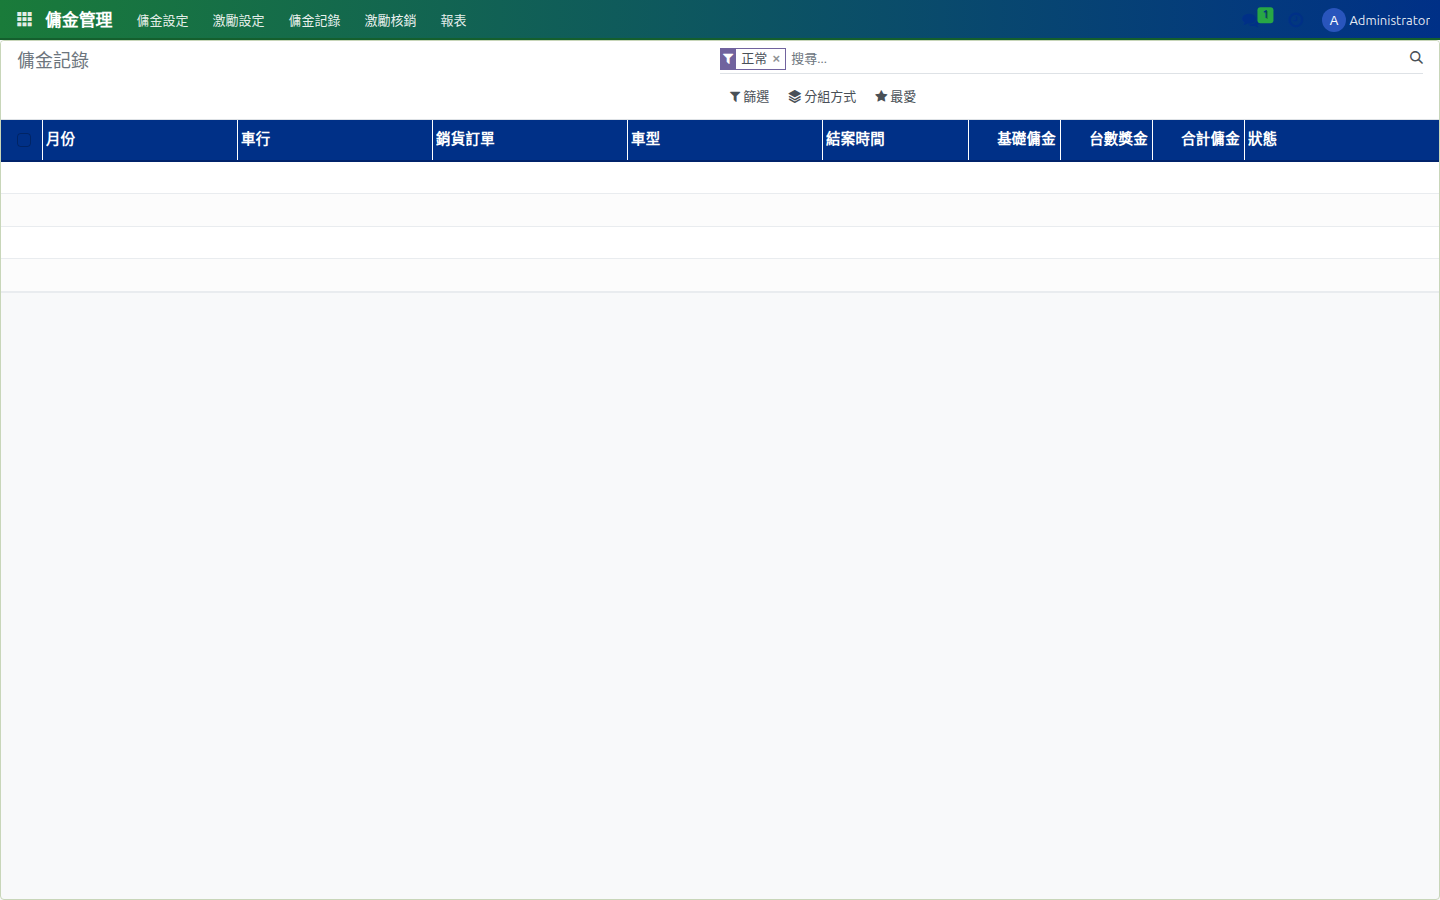 傭金管理 傭金設定 激勵設定 傭金記錄 激勵核銷 報表 1 A Administrator
傭金記錄 正常 × 搜尋...
篩選 分組方式 最愛
月份 車行 銷貨訂單 車型 結案時間 基礎傭金 台數獎金 合計傭金 狀態